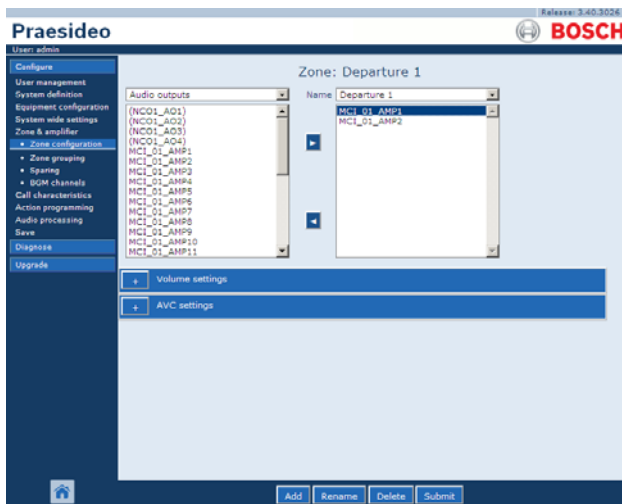 Release: 3.40.3026
Praesideo
BOSCH
User: admin
Configure
User management
System definition
Equipment configuration
System wide settings
Zone & amplifier
• Zone configuration
• Zone grouping
• Sparing
• BGM channels
Call characteristics
Action programming
Audio processing
Save
Diagnose
Upgrade
Zone: Departure 1
Audio outputs
(NCO1_AO1)
(NCO1_AO2)
(NCO1_AO3)
(NCO1_AO4)
MCI_01_AMP1
MCI_01_AMP2
MCI_01_AMP3
MCI_01_AMP4
MCI_01_AMP5
MCI_01_AMP6
MCI_01_AMP7
MCI_01_AMP8
MCI_01_AMP9
MCI_01_AMP10
MCI_01_AMP11
Name Departure 1
MCI_01_AMP1
MCI_01_AMP2
+ Volume settings
+ AVC settings
Add Rename Delete Submit